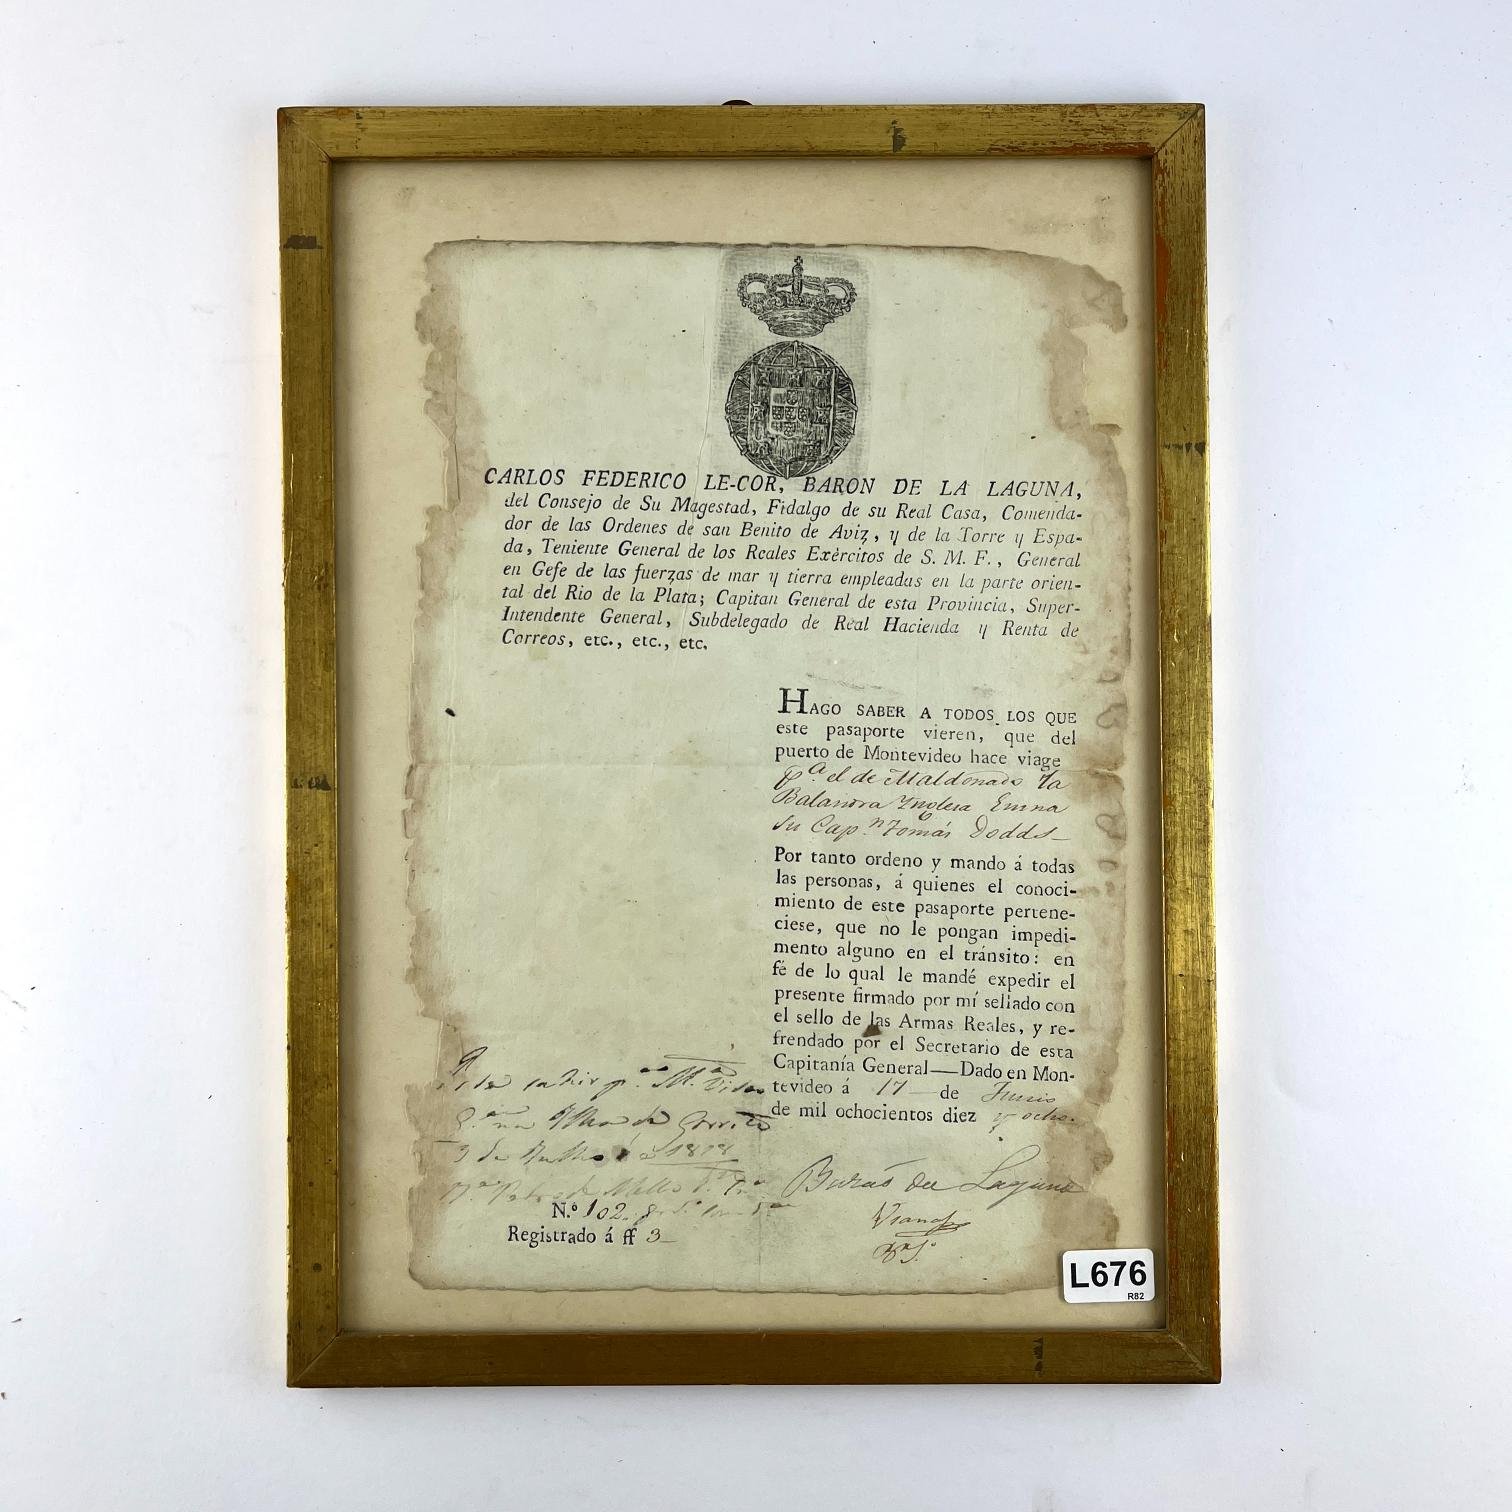 CARLOS FEDERICO LE-COR, BARON DE LA LAGUNA,
del Consejo de Su Magestad, Fidalgo de su Real Casa, Comenda-
dor de las Ordenes de san Benito de Aviz, y de la Torre y Espa-
da, Teniente General de los Reales Exèrcitos de S. M. F., General
en Gefe de las fuerzas de mar y tierra empleadas en la parte orien-
tal del Rio de la Plata; Capitan General de esta Provincia, Super-
Intendente General, Subdelegado de Real Hacienda y Renta de
Correos, etc., etc., etc.
HAGO SABER A TODOS LOS QUE
este pasaporte vieren, que del
puerto de Montevideo hace viage
pª el de Maldonado la
Balandra Inglesa Emma
su Cap.n Tomás Dodds
Por tanto ordeno y mando á todas
las personas, á quienes el conoci-
miento de este pasaporte pertene-
ciese, que no le pongan impedi-
mento alguno en el tránsito: en
fé de lo qual le mandé expedir el
presente firmado por mí sellado con
el sello de las Armas Reales, y re-
frendado por el Secretario de esta
Capitanía General—Dado en Mon-
tevideo á 17 de Junio
de mil ochocientos diez y ocho.
1818
Barão da Laguna
N.º 102.
Registrado á ff 3
L676
R82